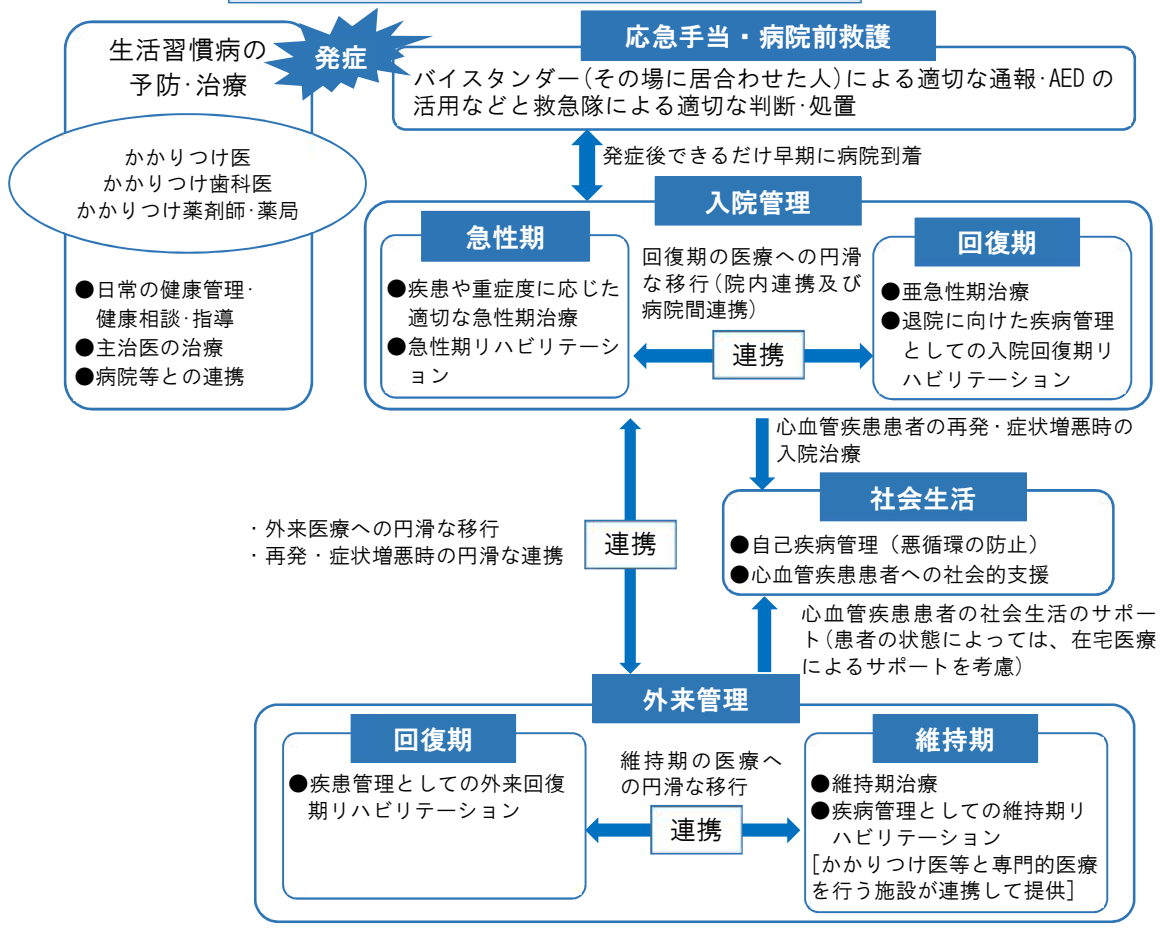 生活習慣病の
予防･治療
発症
かかりつけ医
かかりつけ歯科医
かかりつけ薬剤師･薬局
●日常の健康管理･
健康相談･指導
●主治医の治療
●病院等との連携
応急手当・病院前救護
バイスタンダー(その場に居合わせた人)による適切な通報･AEDの
活用などと救急隊による適切な判断･処置
発症後できるだけ早期に病院到着
入院管理
急性期
●疾患や重症度に応じた
適切な急性期治療
●急性期リハビリテーシ
ョン
回復期の医療への円滑
な移行(院内連携及び
病院間連携)
連携
回復期
●亜急性期治療
●退院に向けた疾病管理
としての入院回復期リ
ハビリテーション
心血管疾患患者の再発・症状増悪時の
入院治療
・外来医療への円滑な移行
・再発・症状増悪時の円滑な連携
連携
社会生活
●自己疾病管理（悪循環の防止）
●心血管疾患患者への社会的支援
心血管疾患患者の社会生活のサポー
ト(患者の状態によっては、在宅医療
によるサポートを考慮)
外来管理
回復期
●疾患管理としての外来回復
期リハビリテーション
維持期の医療へ
の円滑な移行
連携
維持期
●維持期治療
●疾病管理としての維持期リ
ハビリテーション
[かかりつけ医等と専門的医療
を行う施設が連携して提供]